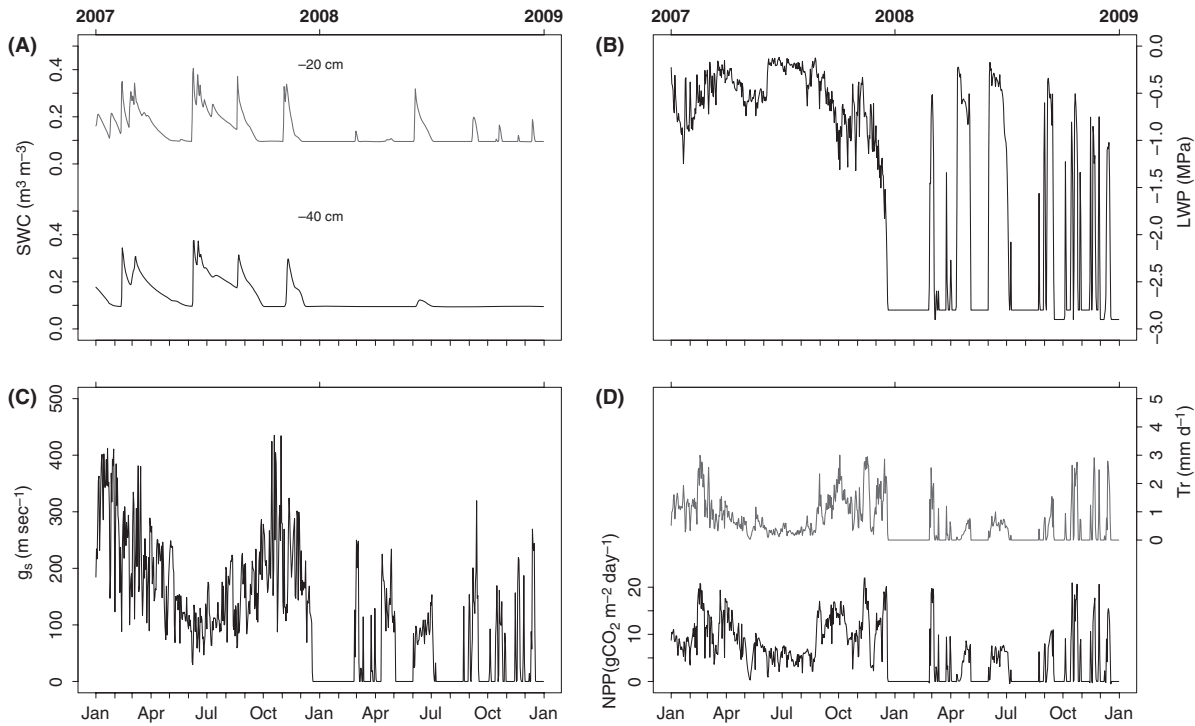 2007 2008 2009
(A)
−20 cm
0.4
0.2
0.0
−40 cm
0.4
0.2
0.0
SWC (m³ m⁻³)
2007 2008 2009
(B)
0.0
−0.5
−1.0
−1.5
−2.0
−2.5
−3.0
LWP (MPa)
(C)
500
400
300
200
100
0
gₛ (m sec⁻¹)
Jan Apr Jul Oct Jan Apr Jul Oct Jan
(D)
5
4
3
2
1
0
Tr (mm d⁻¹)
20
10
0
NPP(gCO₂ m⁻² day⁻¹)
Jan Apr Jul Oct Jan Apr Jul Oct Jan